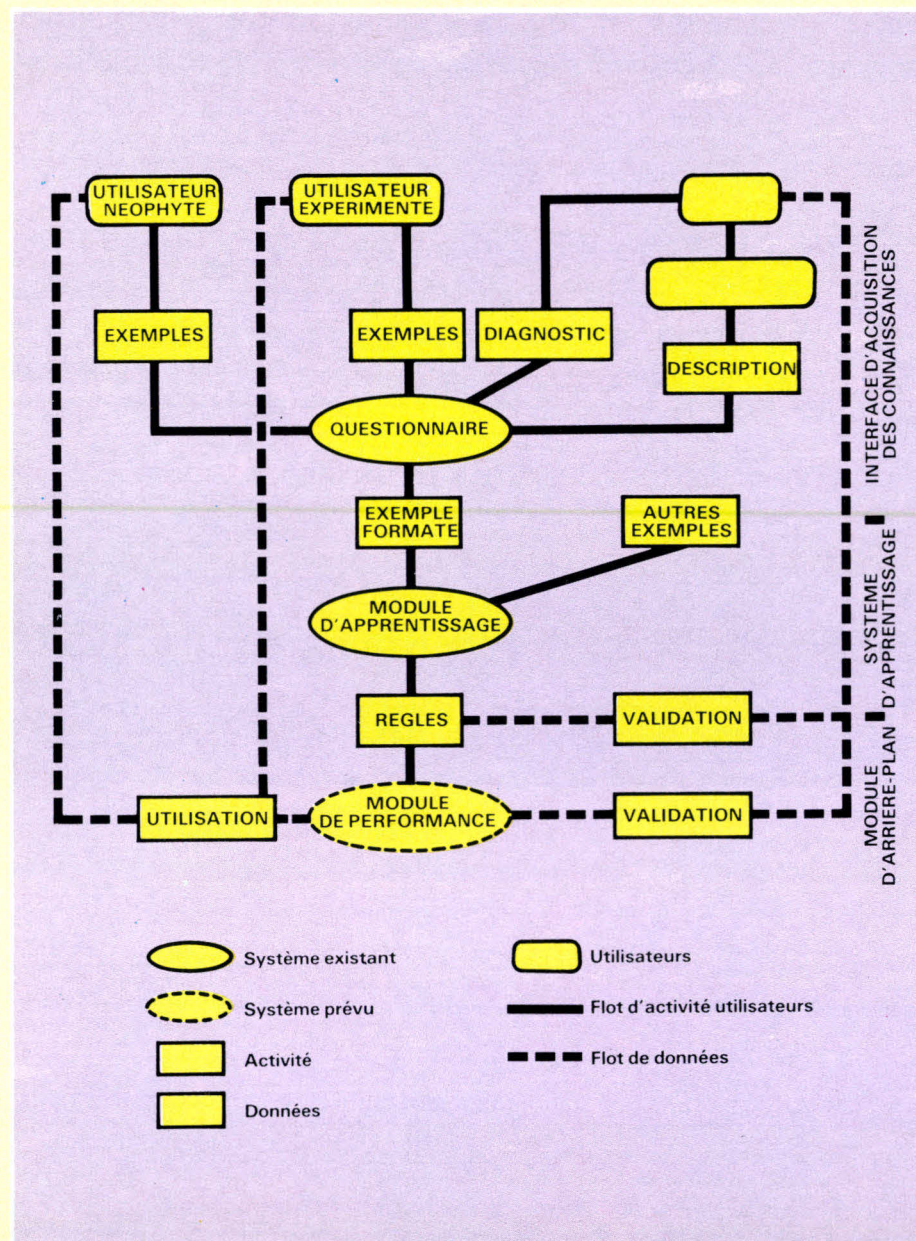 UTILISATEUR
NEOPHYTE
UTILISATEUR
EXPERIMENTE
EXEMPLES
EXEMPLES
DIAGNOSTIC
DESCRIPTION
QUESTIONNAIRE
EXEMPLE
FORMATE
AUTRES
EXEMPLES
MODULE
D'APPRENTISSAGE
REGLES
VALIDATION
UTILISATION
MODULE
DE PERFORMANCE
VALIDATION
INTERFACE D'ACQUISITION
DES CONNAISSANCES
SYSTEME
D'APPRENTISSAGE
MODULE
D'ARRIERE-PLAN
Système existant
Système prévu
Activité
Données
Utilisateurs
Flot d'activité utilisateurs
Flot de données